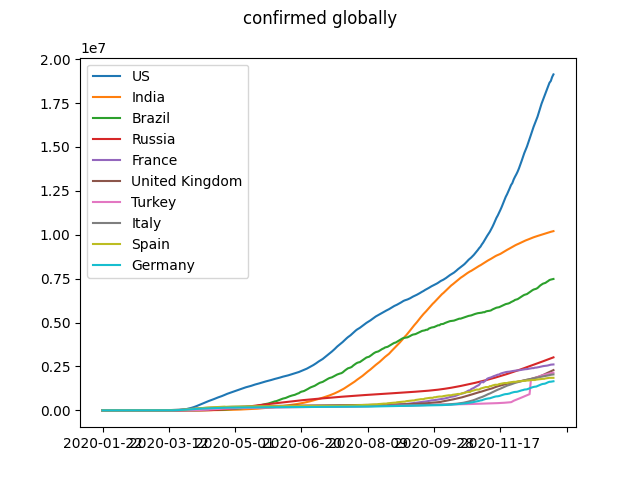 confirmed globally
1e7
2.00
1.75
1.50
1.25
1.00
0.75
0.50
0.25
0.00
US
India
Brazil
Russia
France
United Kingdom
Turkey
Italy
Spain
Germany
2020-01-22 2020-03-12 2020-05-01 2020-06-20 2020-08-09 2020-09-28 2020-11-17